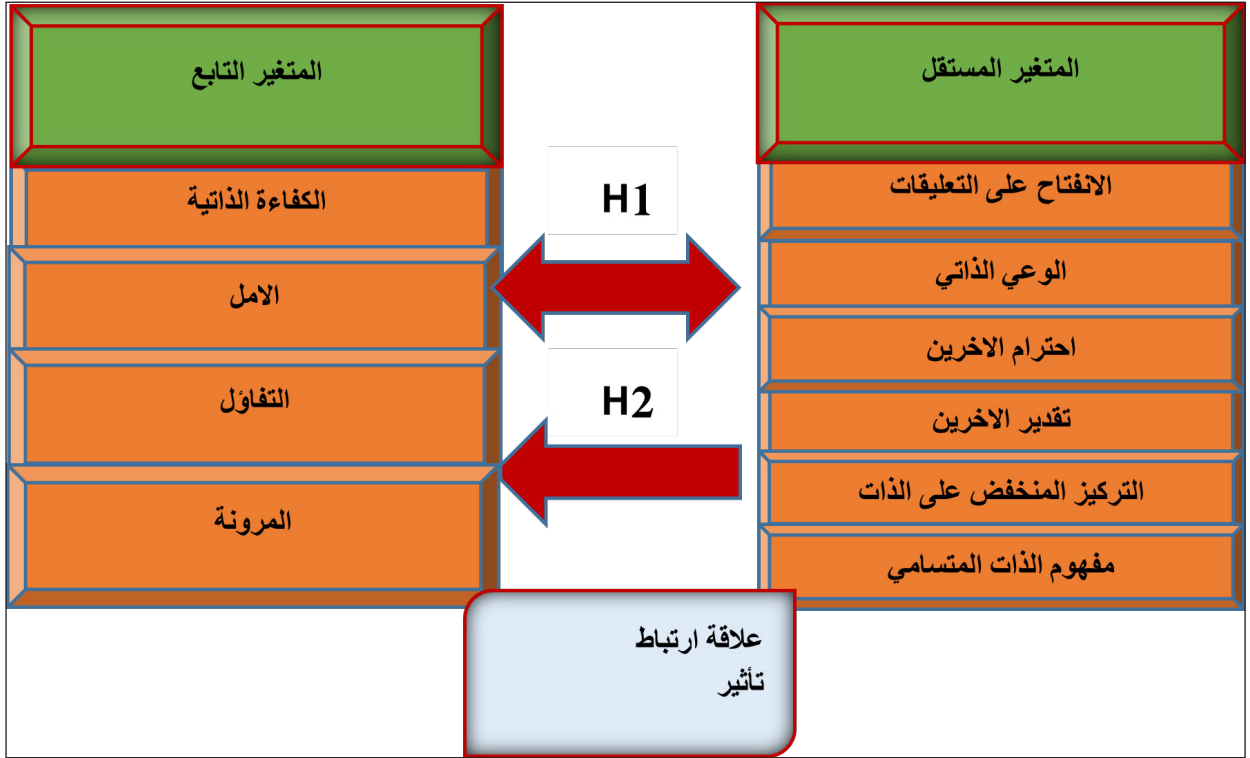 المتغير المستقل
الانفتاح على التعليقات
الوعي الذاتي
احترام الاخرين
تقدير الاخرين
التركيز المنخفض على الذات
مفهوم الذات المتسامي
H1
H2
المتغير التابع
الكفاءة الذاتية
الامل
التفاؤل
المرونة
علاقة ارتباط
تأثير